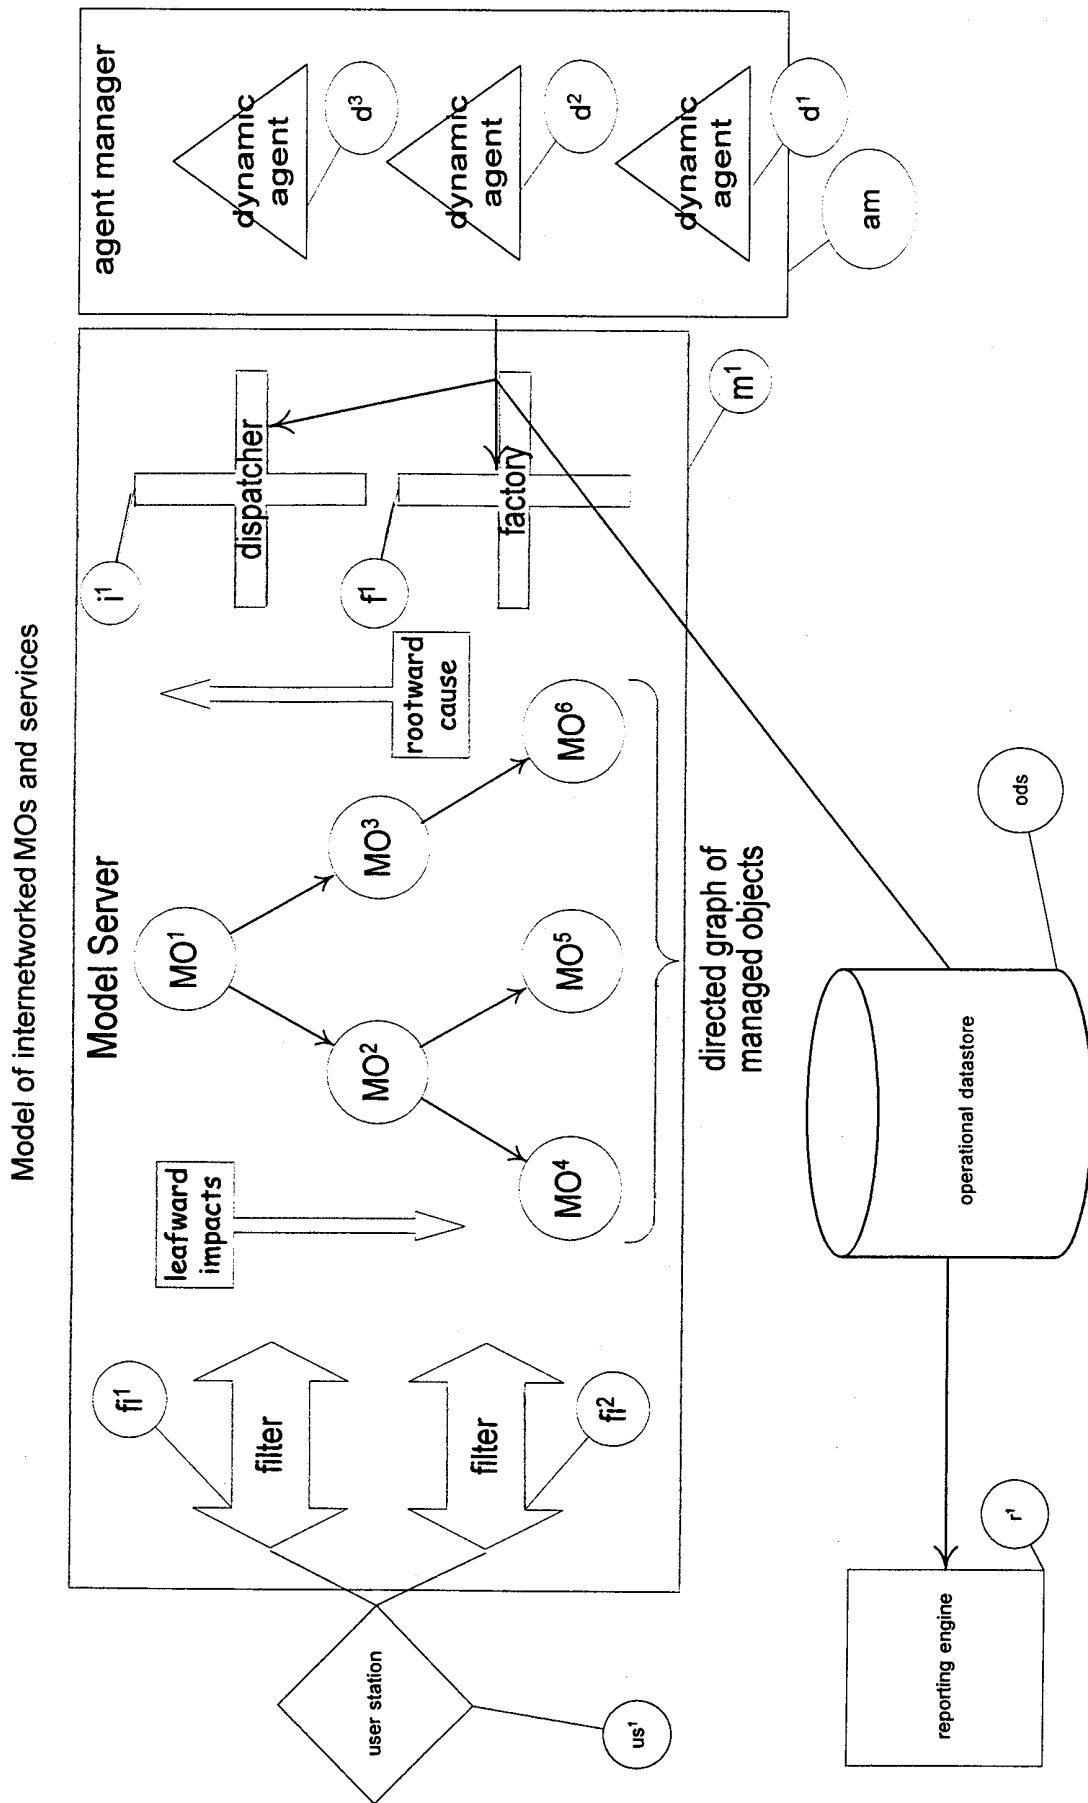 Model of internetworked MOs and services
Model Server
agent manager
fi¹
leafward
impacts
MO¹
i¹
dynamic
agent
d³
filter
dispatcher
user station
MO²
MO³
rootward
cause
f¹
dynamic
agent
d²
filter
fi²
MO⁴
MO⁵
MO⁶
factory
dynamic
agent
d¹
us¹
directed graph of
managed objects
m¹
am
reporting engine
r¹
operational datastore
ods